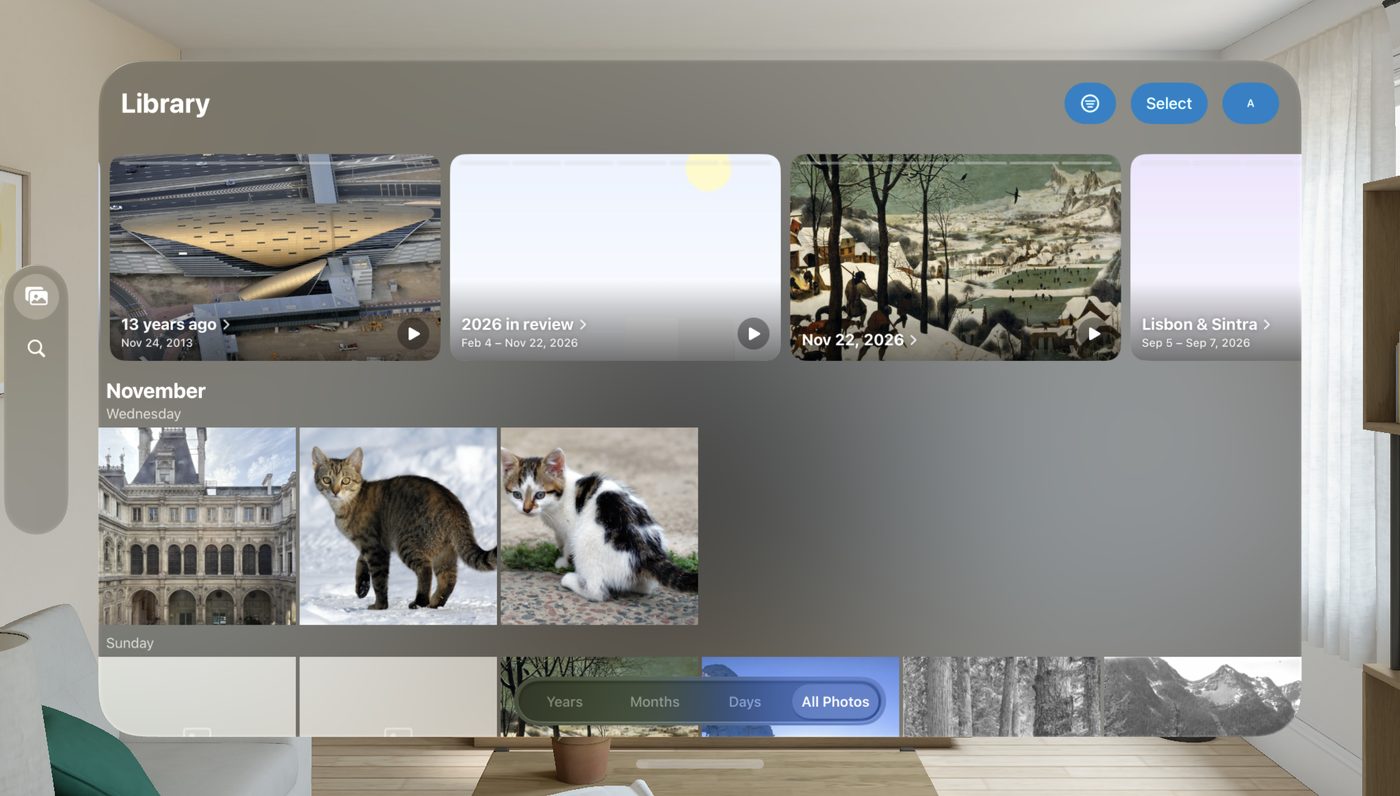 Library
Select
A
13 years ago >
Nov 24, 2013
2026 in review >
Feb 4 – Nov 22, 2026
Nov 22, 2026 >
Lisbon & Sintra >
Sep 5 – Sep 7, 2026
November
Wednesday
Sunday
Years
Months
Days
All Photos